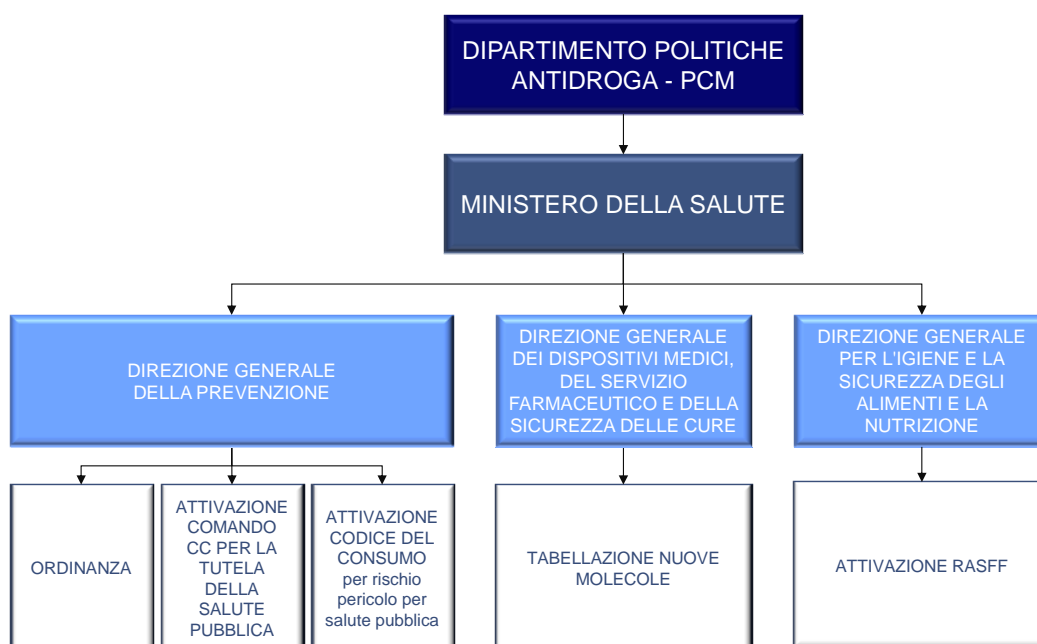 DIPARTIMENTO POLITICHE
ANTIDROGA - PCM
MINISTERO DELLA SALUTE
DIREZIONE GENERALE
DELLA PREVENZIONE
DIREZIONE GENERALE
DEI DISPOSITIVI MEDICI,
DEL SERVIZIO
FARMACEUTICO E DELLA
SICUREZZA DELLE CURE
DIREZIONE GENERALE
PER L'IGIENE E LA
SICUREZZA DEGLI
ALIMENTI E LA
NUTRIZIONE
ORDINANZA
ATTIVAZIONE
COMANDO
CC PER LA
TUTELA
DELLA
SALUTE
PUBBLICA
ATTIVAZIONE
CODICE DEL
CONSUMO
per rischio
pericolo per
salute pubblica
TABELLAZIONE NUOVE
MOLECOLE
ATTIVAZIONE RASFF